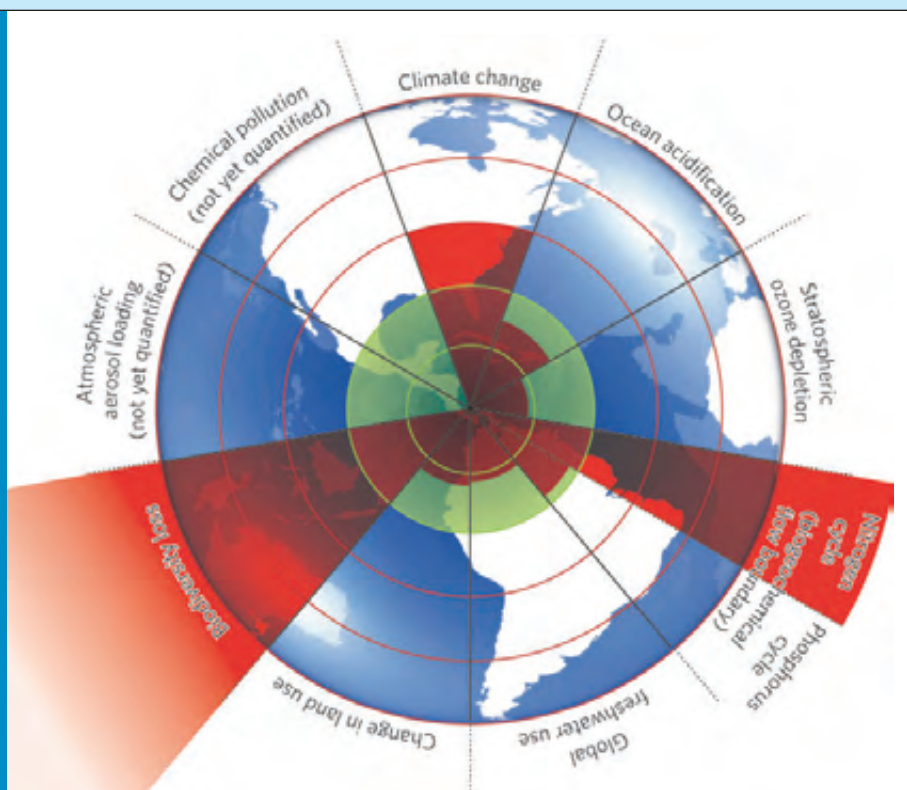 Climate change
Ocean acidification
Stratospheric
ozone depletion
Nitrogen
cycle
(biogeochemical
flow boundary)
Phosphorus
cycle
Global
freshwater use
Change in land use
Biodiversity loss
Atmospheric
aerosol loading
(not yet quantified)
Chemical pollution
(not yet quantified)